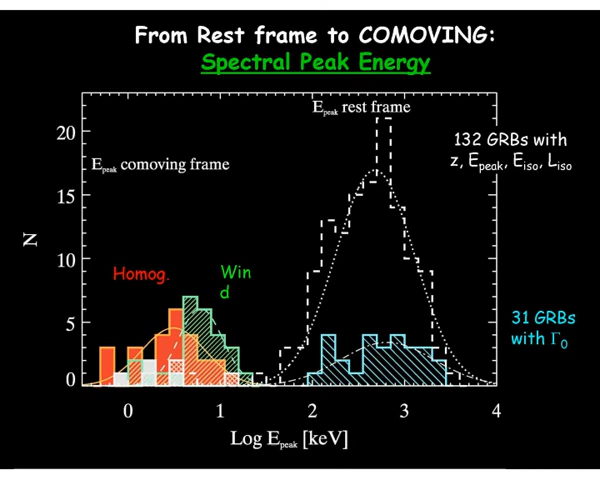 From Rest frame to COMOVING:
Spectral Peak Energy
E_peak rest frame
132 GRBs with
z, E_peak, E_iso, L_iso
E_peak comoving frame
Homog.
Win
d
31 GRBs
with Γ₀
N
20
15
10
5
0
0 1 2 3 4
Log E_peak [keV]